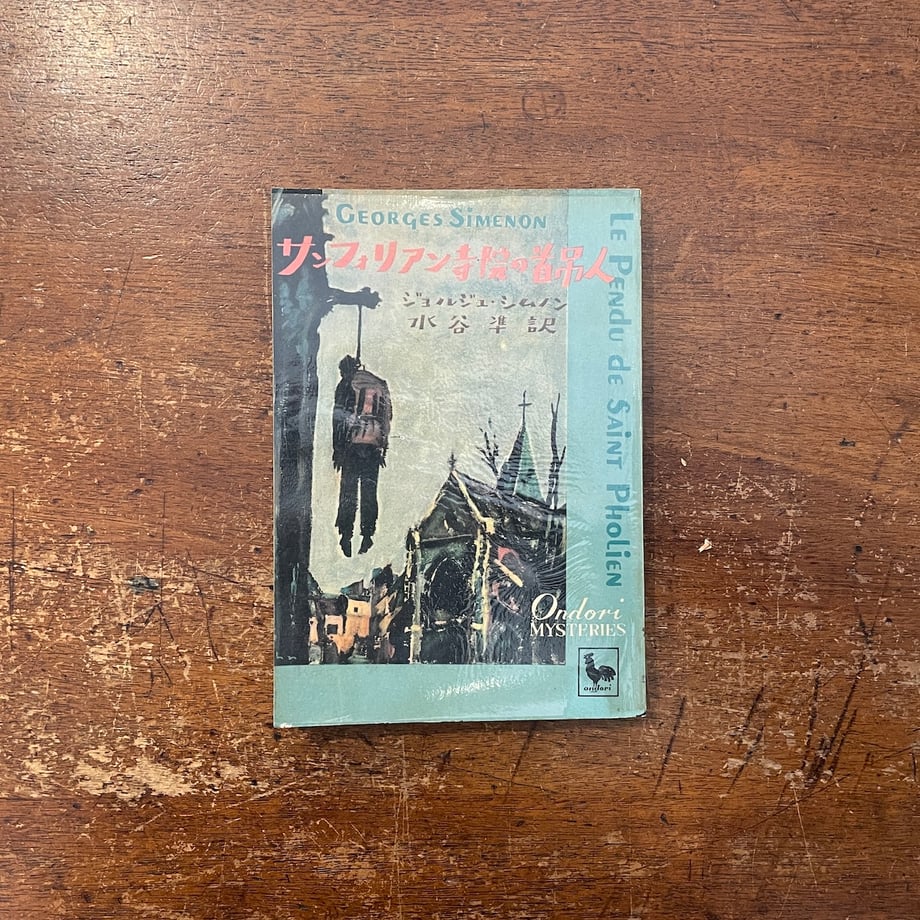 GEORGES SIMENON
サンフォリアン寺院の首吊人
ジョルジュ・シムノン
水谷準訳
LE PENDU de SAINT PHOLIEN
Ondori
MYSTERIES
ondori